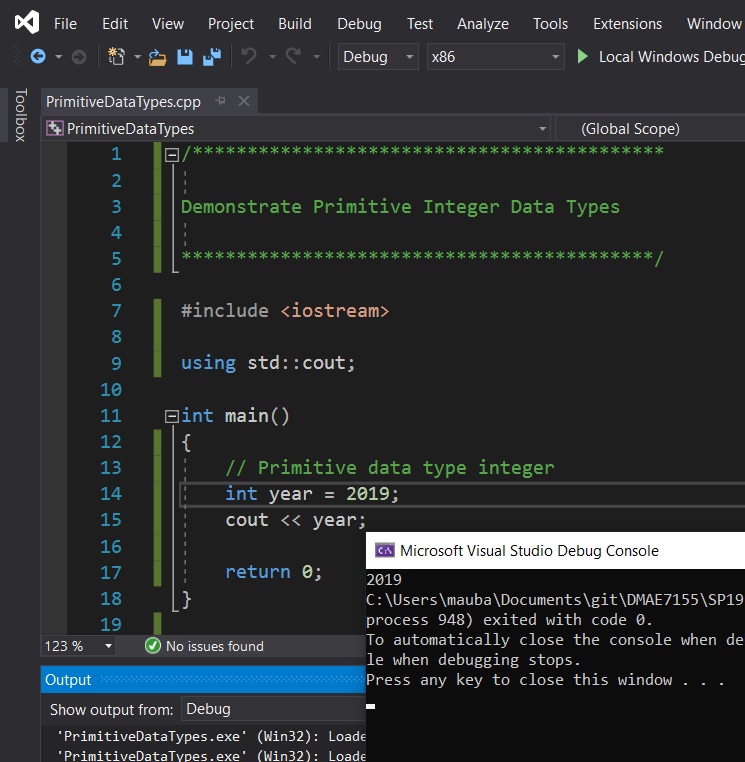 File Edit View Project Build Debug Test Analyze Tools Extensions Window
Debug x86 Local Windows Debug
Toolbox
PrimitiveDataTypes.cpp
PrimitiveDataTypes (Global Scope)
1 /*******************************************
2
3 Demonstrate Primitive Integer Data Types
4
5 *******************************************/
6
7 #include <iostream>
8
9 using std::cout;
10
11 int main()
12 {
13 // Primitive data type integer
14 int year = 2019;
15 cout << year;
16
17 return 0;
18 }
19
123 % No issues found
Output
Show output from: Debug
'PrimitiveDataTypes.exe' (Win32): Loade
'PrimitiveDataTypes.exe' (Win32): Loade
C:\ Microsoft Visual Studio Debug Console
2019
C:\Users\mauba\Documents\git\DMAE7155\SP19
process 948) exited with code 0.
To automatically close the console when de
le when debugging stops.
Press any key to close this window . . .